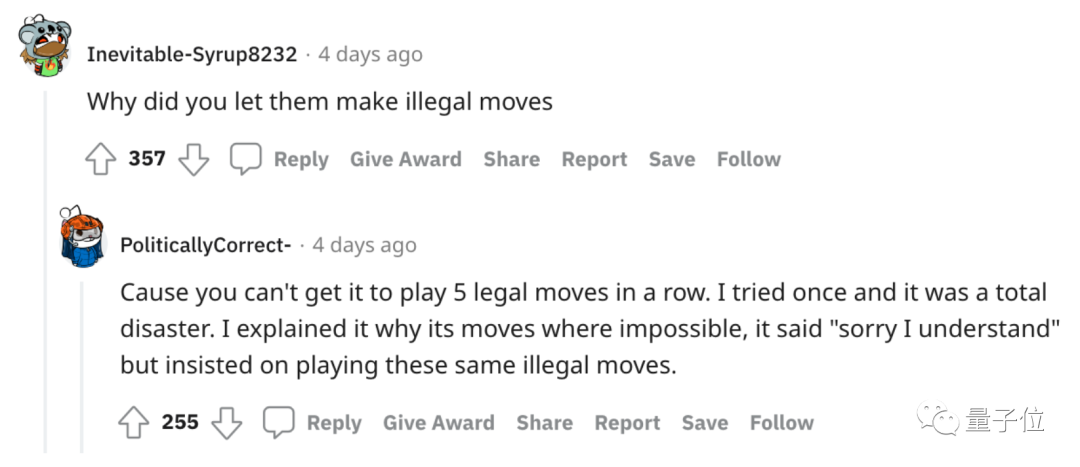 Inevitable-Syrup8232 · 4 days ago
Why did you let them make illegal moves
357 Reply Give Award Share Report Save Follow
PoliticallyCorrect- · 4 days ago
Cause you can't get it to play 5 legal moves in a row. I tried once and it was a total
disaster. I explained it why its moves where impossible, it said "sorry I understand"
but insisted on playing these same illegal moves.
255 Reply Give Award Share Report Save Follow
量子位